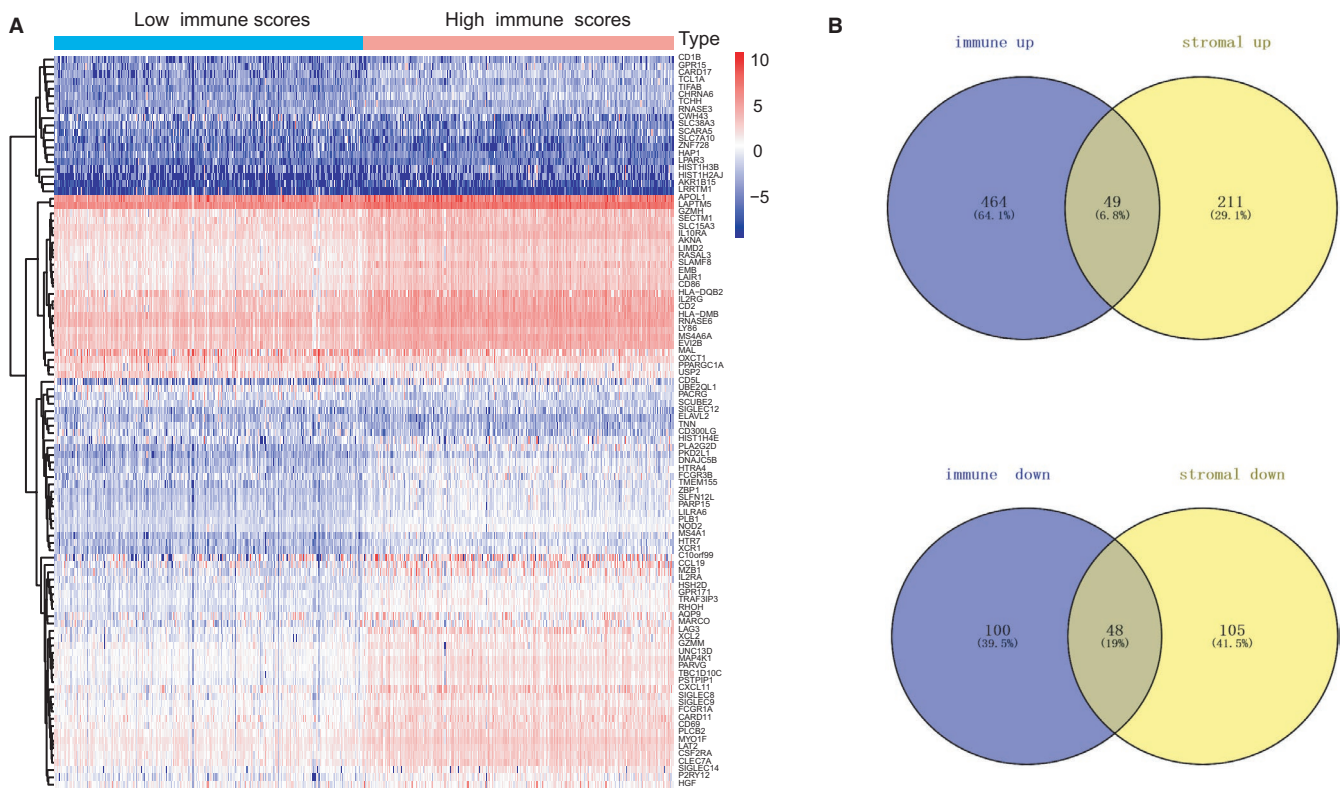 A
Low immune scores
High immune scores
Type
10
5
0
−5
CD1B
GPR15
CARD17
TCL1A
TIFAB
CHRNA6
TCHH
RNASE3
CWH43
SLC38A3
SCARA5
SLC7A10
ZNF728
HAP1
LPAR3
HIST1H3B
HIST1H2AJ
AKR1B15
LRRTM1
APOL1
LAPTM5
GZMH
SECTM1
SLC15A3
IL10RA
AKNA
LIMD2
RASAL3
SLAMF8
EMB
LAIR1
CD86
HLA−DQB2
IL2RG
CD2
HLA−DMB
RNASE6
LY86
MS4A6A
EVI2B
MAL
OXCT1
PPARGC1A
USP2
CD5L
UBE2QL1
PACRG
SCUBE2
SIGLEC12
ELAVL2
TNN
CD300LG
HIST1H4E
PLA2G2D
PKD2L1
DNAJC5B
HTRA4
FCGR3B
TMEM155
ZBP1
SLFN12L
PARP15
LILRA6
PLB1
NOD2
MS4A1
HTR7
XCR1
C10orf99
CCL19
MZB1
IL2RA
HSH2D
GPR171
TRAF3IP3
RHOH
AQP9
MARCO
LAG3
XCL2
GZMM
UNC13D
MAP4K1
PARVG
TBC1D10C
PSTPIP1
CXCL11
SIGLEC8
SIGLEC9
FCGR1A
CARD11
CD69
PLCB2
MYO1F
LAT2
CSF2RA
CLEC7A
SIGLEC14
P2RY12
HGF
B
immune up
stromal up
464
(64.1%)
49
(6.8%)
211
(29.1%)
immune down
stromal down
100
(39.5%)
48
(19%)
105
(41.5%)